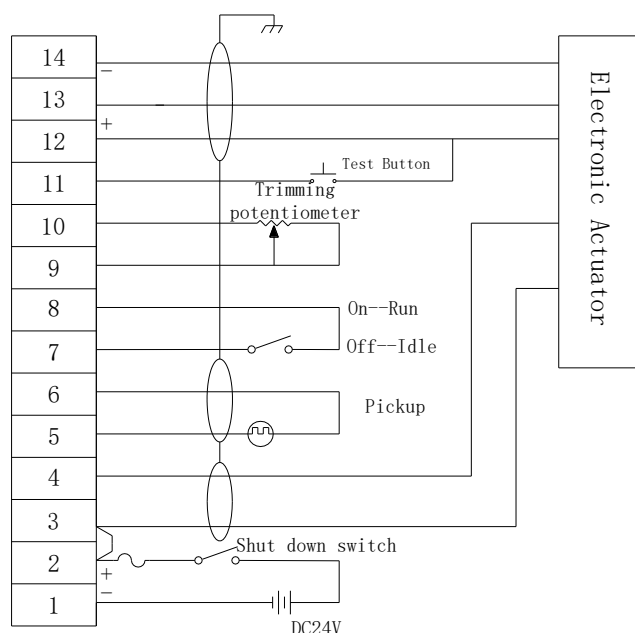 14
−
13
-
+
12
Test Button
11
Trimming
potentiometer
10
9
8
On--Run
7
Off--Idle
6
Pickup
5
4
3
Shut down switch
2
+
−
1
DC24V
Electronic Actuator